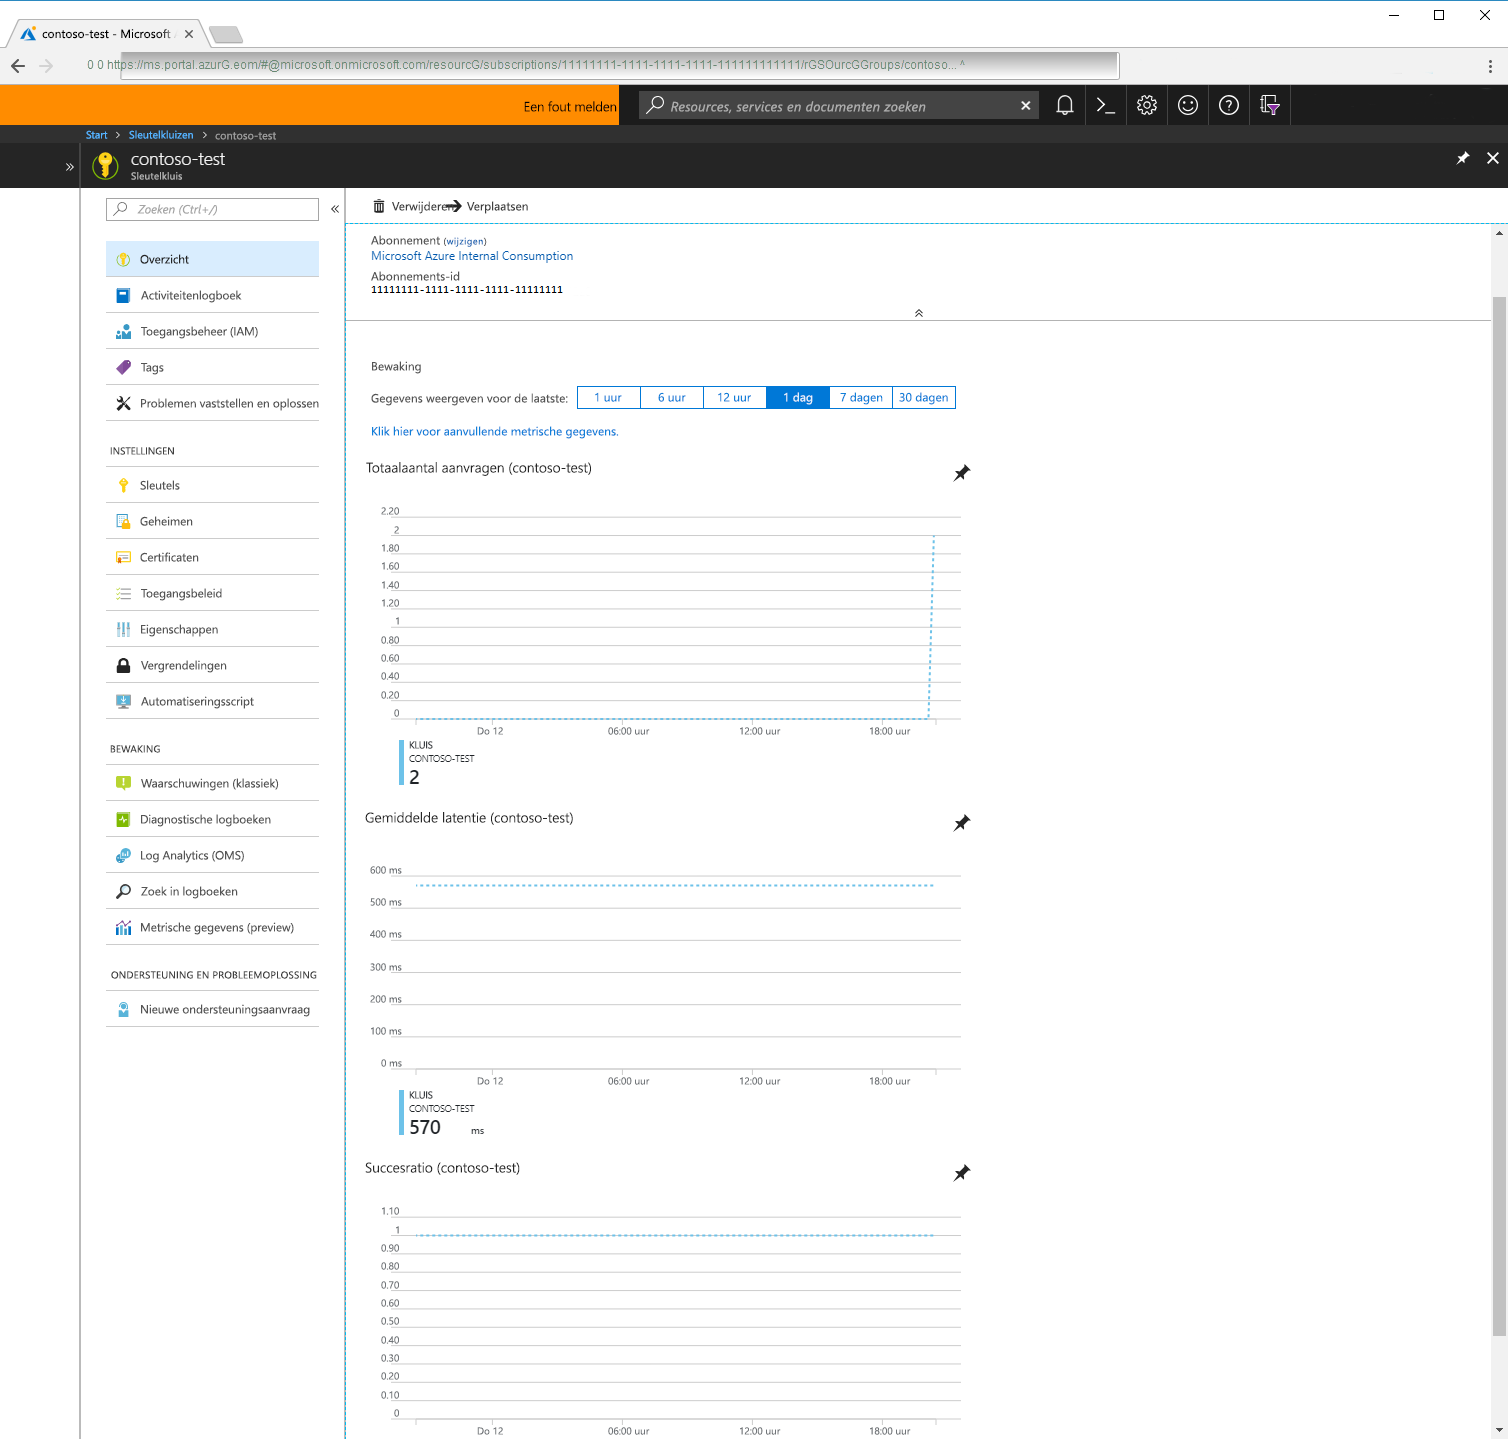 contoso-test - Microsoft
0 0 https://ms.portal.azurG.eom/#@microsoft.onmicrosoft.com/resourcG/subscriptions/11111111-1111-1111-1111-111111111111/rGSOurcGGroups/contoso... ^
Een fout melden
Resources, services en documenten zoeken
Start > Sleutelkluizen > contoso-test
contoso-test
Sleutelkluis
Zoeken (Ctrl+/)
Overzicht
Activiteitenlogboek
Toegangsbeheer (IAM)
Tags
Problemen vaststellen en oplossen
INSTELLINGEN
Sleutels
Geheimen
Certificaten
Toegangsbeleid
Eigenschappen
Vergrendelingen
Automatiseringsscript
BEWAKING
Waarschuwingen (klassiek)
Diagnostische logboeken
Log Analytics (OMS)
Zoek in logboeken
Metrische gegevens (preview)
ONDERSTEUNING EN PROBLEEMOPLOSSING
Nieuwe ondersteuningsaanvraag
Verwijderen Verplaatsen
Abonnement (wijzigen)
Microsoft Azure Internal Consumption
Abonnements-id
11111111-1111-1111-1111-11111111
Bewaking
Gegevens weergeven voor de laatste: 1 uur 6 uur 12 uur 1 dag 7 dagen 30 dagen
Klik hier voor aanvullende metrische gegevens.
Totaalaantal aanvragen (contoso-test)
2.20
2
1.80
1.60
1.40
1.20
1
0.80
0.60
0.40
0.20
0
Do 12 06:00 uur 12:00 uur 18:00 uur
KLUIS
CONTOSO-TEST
2
Gemiddelde latentie (contoso-test)
600 ms
500 ms
400 ms
300 ms
200 ms
100 ms
0 ms
Do 12 06:00 uur 12:00 uur 18:00 uur
KLUIS
CONTOSO-TEST
570 ms
Succesratio (contoso-test)
1.10
1
0.90
0.80
0.70
0.60
0.50
0.40
0.30
0.20
0.10
0
Do 12 06:00 uur 12:00 uur 18:00 uur